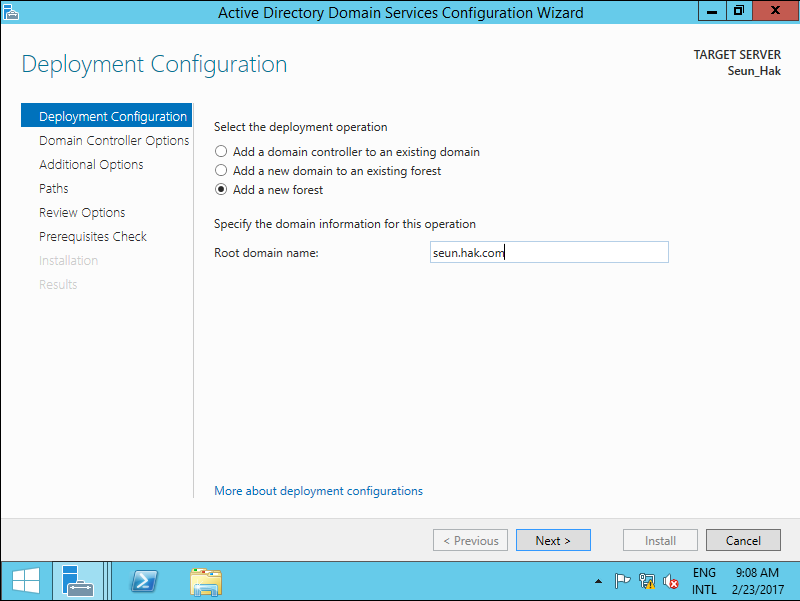 Active Directory Domain Services Configuration Wizard
Deployment Configuration
TARGET SERVER
Seun_Hak
Deployment Configuration
Domain Controller Options
Additional Options
Paths
Review Options
Prerequisites Check
Installation
Results
Select the deployment operation
Add a domain controller to an existing domain
Add a new domain to an existing forest
Add a new forest
Specify the domain information for this operation
Root domain name: seun.hak.com
More about deployment configurations
< Previous Next > Install Cancel
ENG 9:08 AM
INTL 2/23/2017